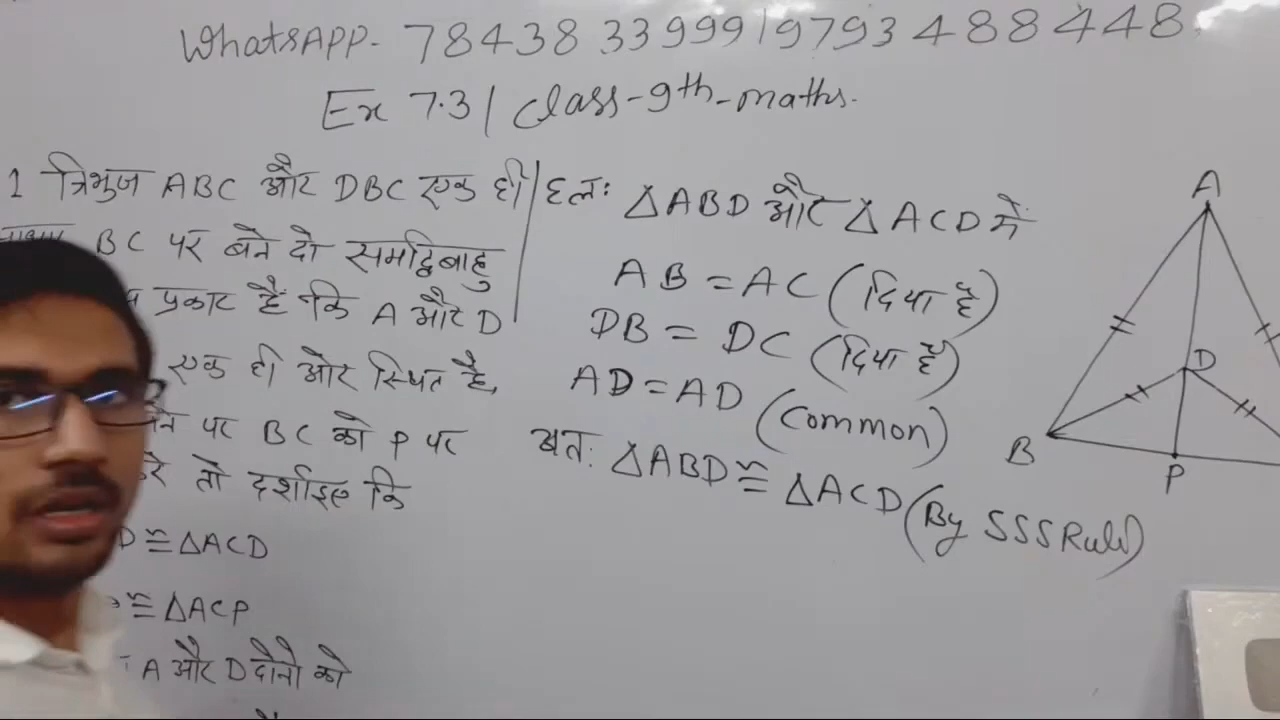 WhatsAPP- 78438 33999/9793488448
Ex 7.3 / Class-9th-maths.
1 त्रिभुज ABC और DBC एक ही
BC पर बने दो समद्विबाहु
प्रकार है कि A और D
एक ही ओर स्थित है,
पर BC को P पर
तो दर्शाइए कि
D ≅ ΔACD
≅ ΔACP
A और D दोनो को
हल: ΔABD और ΔACD में
AB = AC (दिया है)
DB = DC (दिया है)
AD = AD (Common)
अत: ΔABD ≅ ΔACD (By SSS Rule)
A
D
B
P